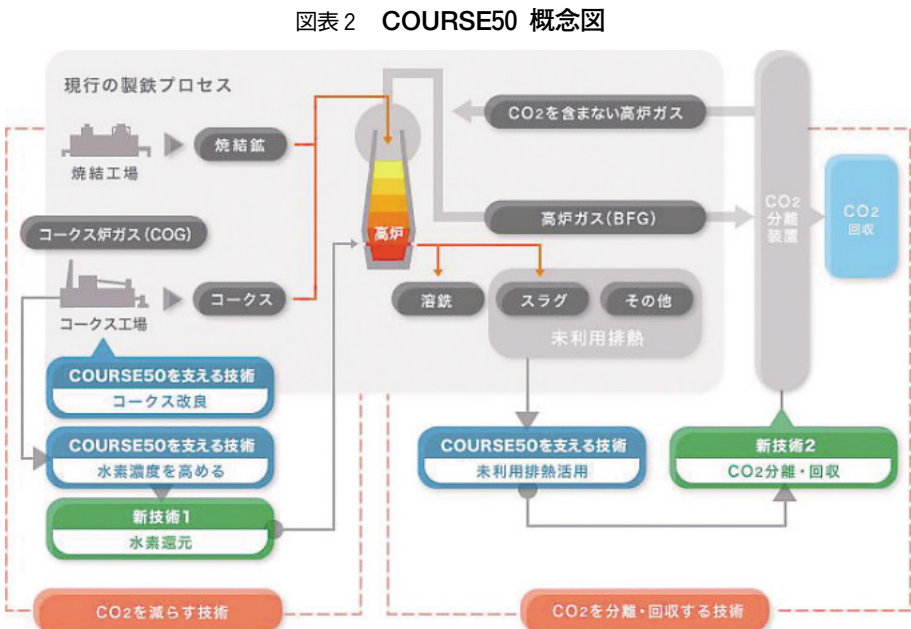 図表2 COURSE50 概念図
現行の製鉄プロセス
焼結工場
焼結鉱
コークス炉ガス(COG)
コークス工場
コークス
高炉
CO2を含まない高炉ガス
高炉ガス(BFG)
CO2
分離
装置
CO2
回収
溶銑
スラグ
その他
未利用排熱
COURSE50を支える技術
コークス改良
COURSE50を支える技術
水素濃度を高める
新技術1
水素還元
COURSE50を支える技術
未利用排熱活用
新技術2
CO2分離・回収
CO2を減らす技術
CO2を分離・回収する技術